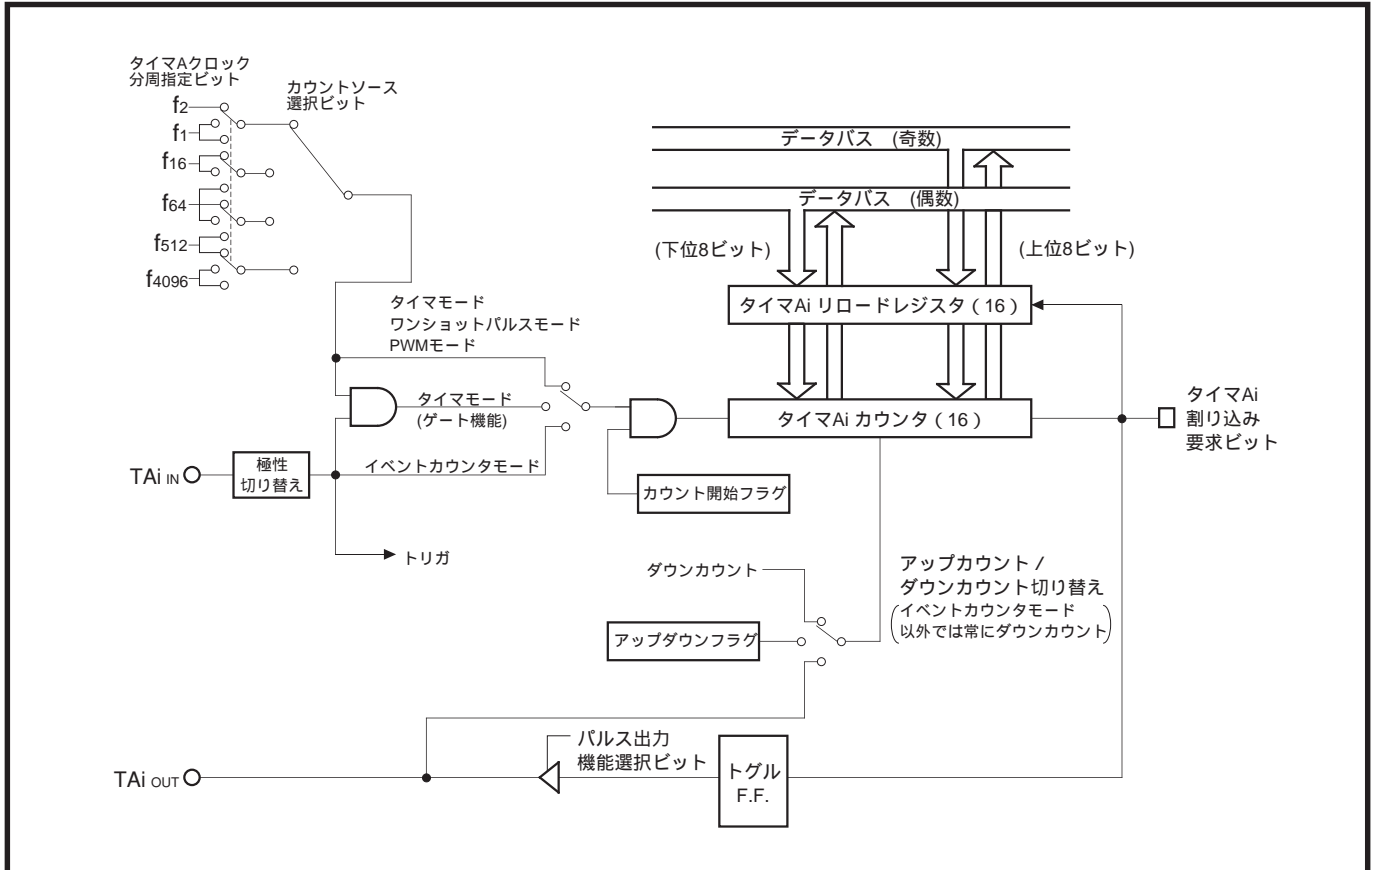 タイマAクロック
分周指定ビット
カウントソース
選択ビット
f2
f1
f16
f64
f512
f4096
データバス (奇数)
データバス (偶数)
(下位8ビット)
(上位8ビット)
タイマAi リロードレジスタ(16)
タイマモード
ワンショットパルスモード
PWMモード
タイマモード
(ゲート機能)
タイマAi カウンタ(16)
タイマAi
割り込み
要求ビット
TAi IN
極性
切り替え
イベントカウンタモード
カウント開始フラグ
トリガ
ダウンカウント
アップカウント/
ダウンカウント切り替え
(イベントカウンタモード
以外では常にダウンカウント)
アップダウンフラグ
パルス出力
機能選択ビット
トグル
F.F.
TAi OUT